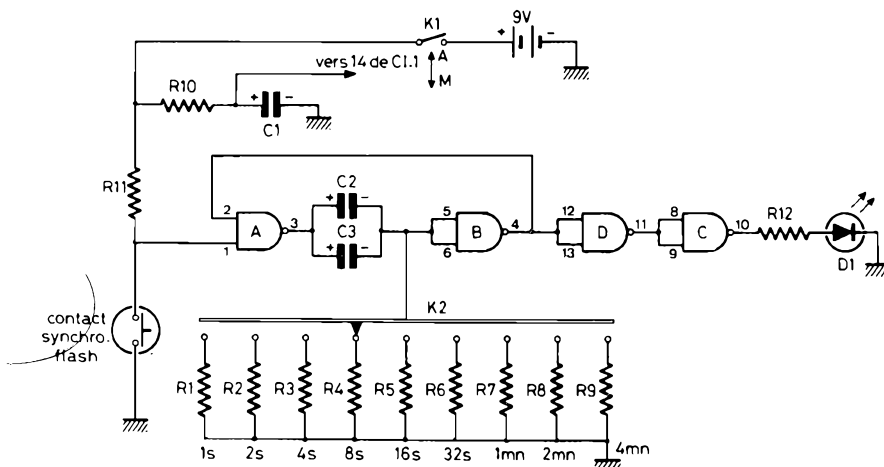 K1
9V
+ -
vers 14 de CI.1
A
M
R10
+ -
C1
R11
C2
+ -
2
A
3
1
C3
+ -
5
B
4
6
12
D
11
13
8
C
10
9
R12
D1
contact
synchro.
flash
K2
R1 R2 R3 R4 R5 R6 R7 R8 R9
1s 2s 4s 8s 16s 32s 1mn 2mn 4mn